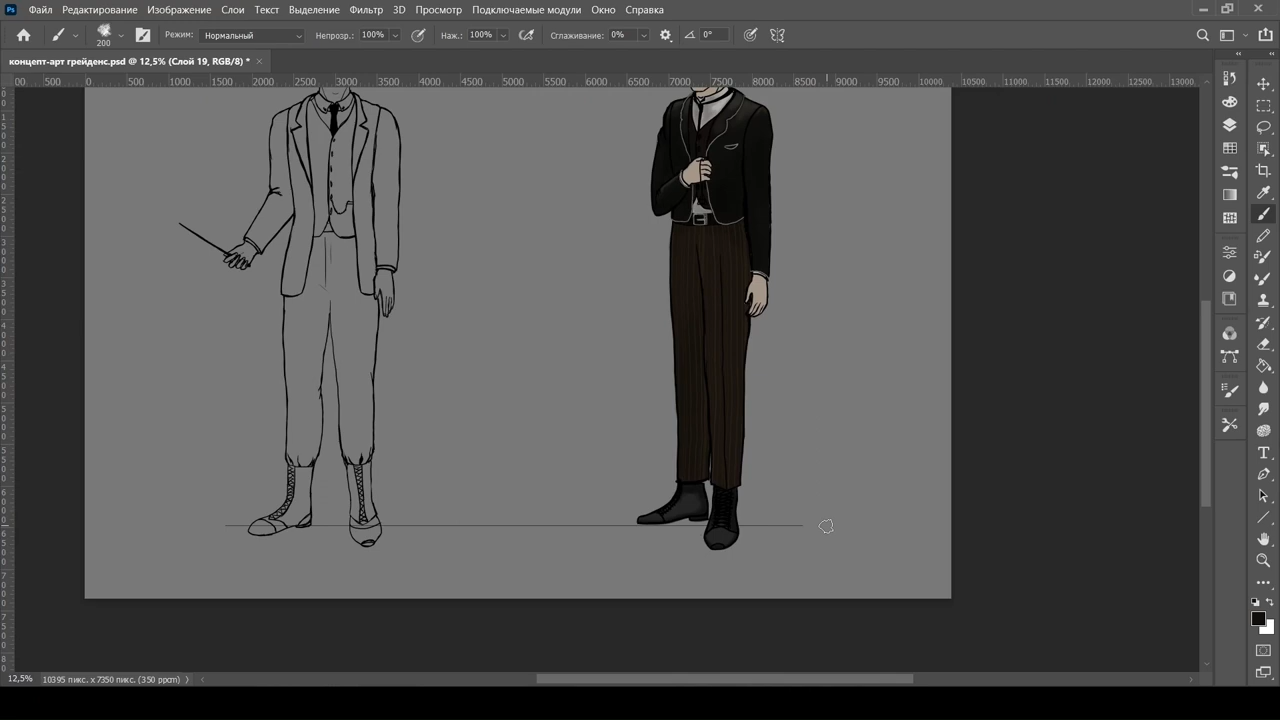 Ps Файл Редактирование Изображение Слои Текст Выделение Фильтр 3D Просмотр Подключаемые модули Окно Справка
200 Режим: Нормальный Непрозр.: 100% Наж.: 100% Сглаживание: 0% 0°
концепт-арт грейденс.psd @ 12,5% (Слой 19, RGB/8) *
00 500 1000 1500 2000 2500 3000 3500 4000 4500 5000 5500 6000 6500 7000 7500 8000 8500 9000 9500 10000 10500 11000 11500 12000 12500 13000
12,5% 10395 пикс. x 7350 пикс. (350 ppcm)